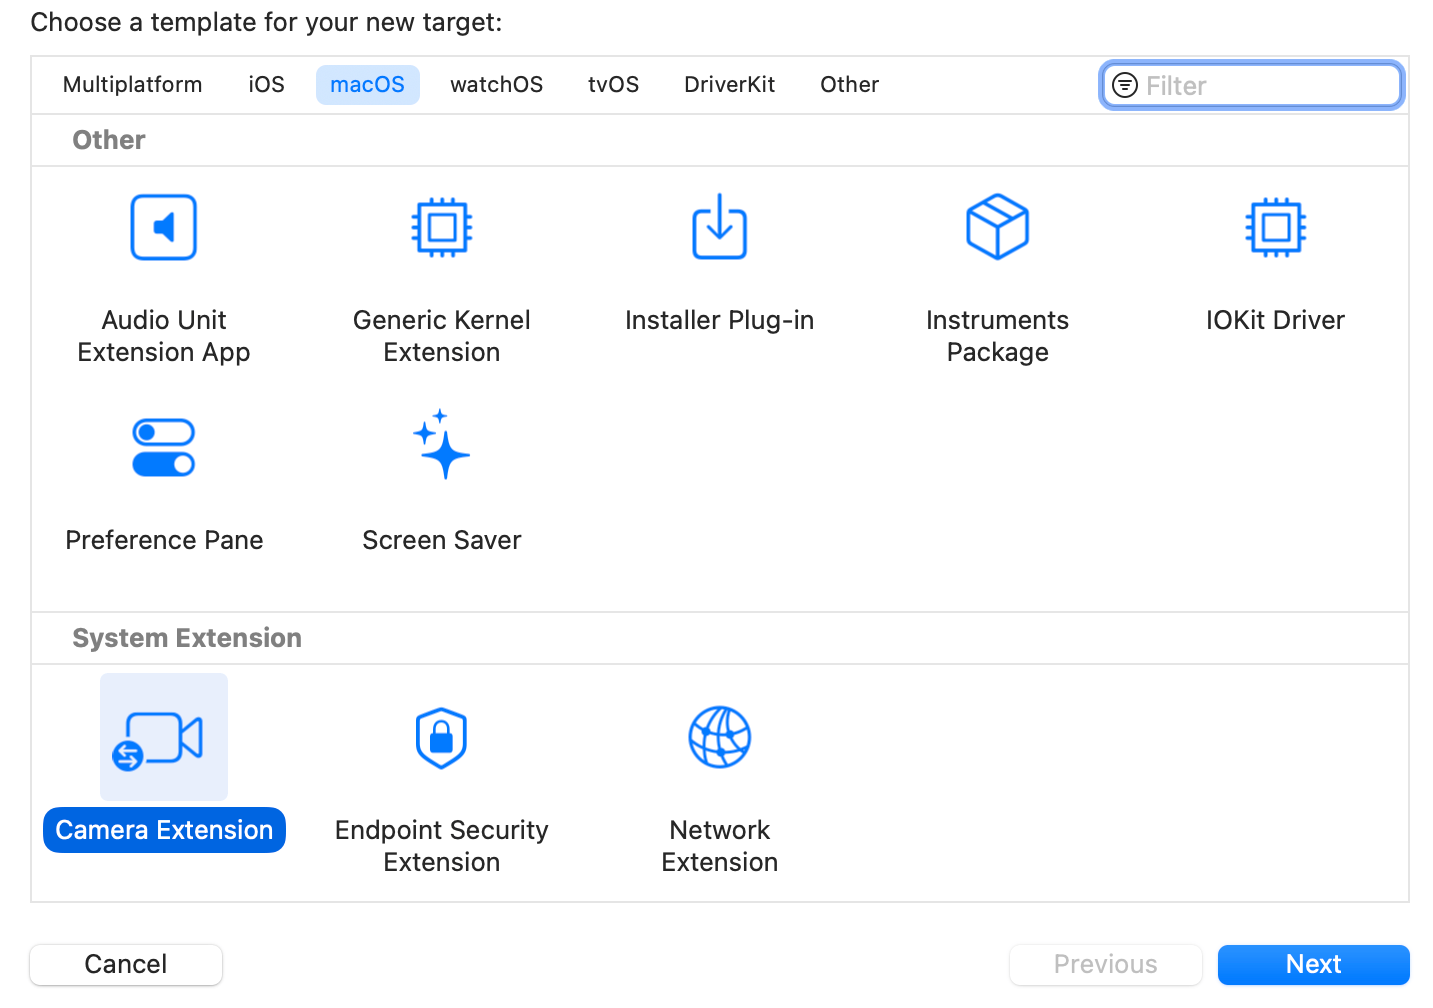 Choose a template for your new target:
Multiplatform iOS macOS watchOS tvOS DriverKit Other Filter
Other
Audio Unit Extension App
Generic Kernel Extension
Installer Plug-in
Instruments Package
IOKit Driver
Preference Pane
Screen Saver
System Extension
Camera Extension
Endpoint Security Extension
Network Extension
Cancel Previous Next